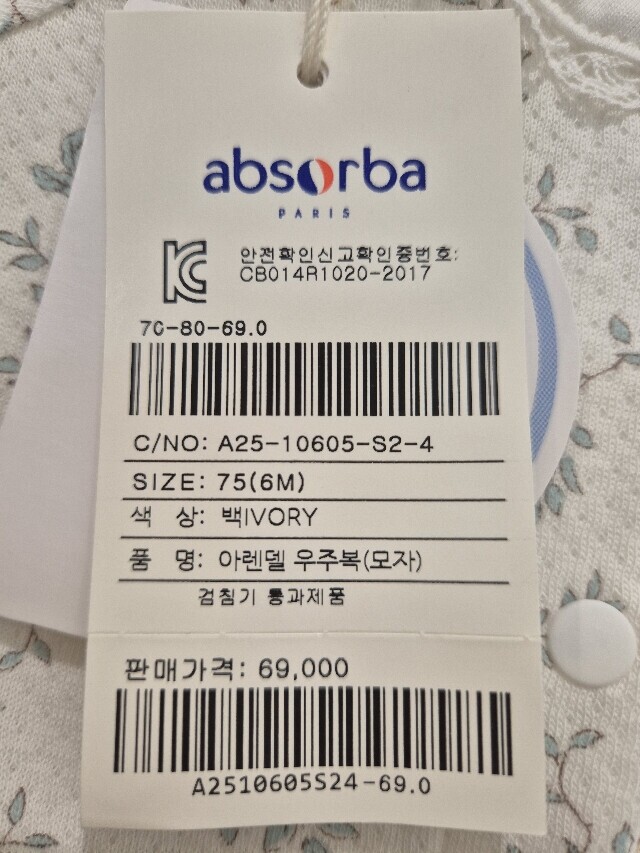 absorba
PARIS
안전확인신고확인증번호:
CB014R1020-2017
70-80-69.0
C/NO: A25-10605-S2-4
SIZE: 75(6M)
색 상: 백IVORY
품 명: 아렌델 우주복(모자)
검침기 통과제품
판매가격: 69,000
A2510605S24-69.0